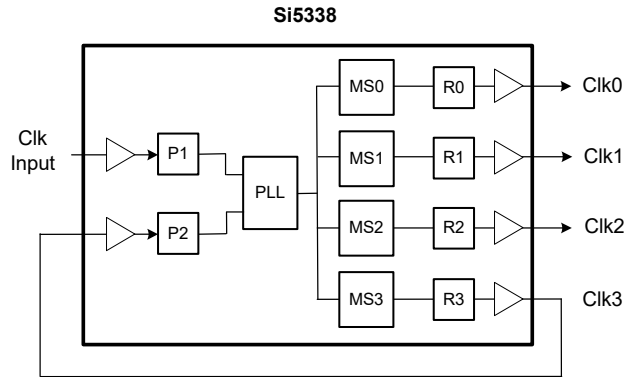 Si5338
MS0
R0
Clk0
Clk
Input
P1
MS1
R1
Clk1
PLL
P2
MS2
R2
Clk2
MS3
R3
Clk3